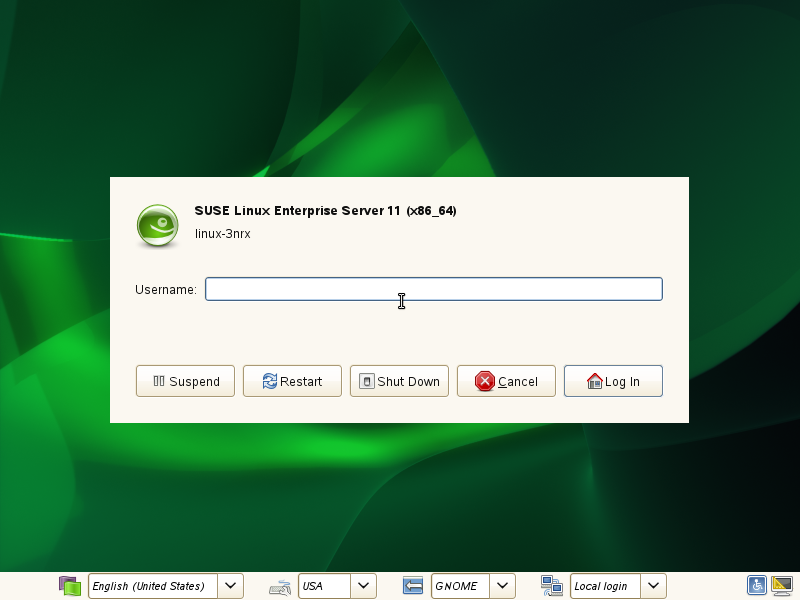 SUSE Linux Enterprise Server 11 (x86_64)
linux-3nrx
Username:
Suspend Restart Shut Down Cancel Log In
English (United States) USA GNOME Local login